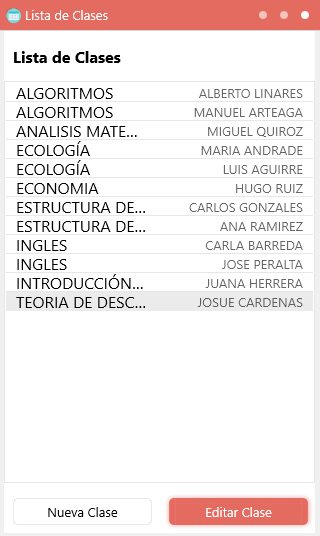 Lista de Clases
Lista de Clases
ALGORITMOS ALBERTO LINARES
ALGORITMOS MANUEL ARTEAGA
ANALISIS MATE... MIGUEL QUIROZ
ECOLOGÍA MARIA ANDRADE
ECOLOGÍA LUIS AGUIRRE
ECONOMIA HUGO RUIZ
ESTRUCTURA DE... CARLOS GONZALES
ESTRUCTURA DE... ANA RAMIREZ
INGLES CARLA BARREDA
INGLES JOSE PERALTA
INTRODUCCIÓN... JUANA HERRERA
TEORIA DE DESC... JOSUE CARDENAS
Nueva Clase Editar Clase